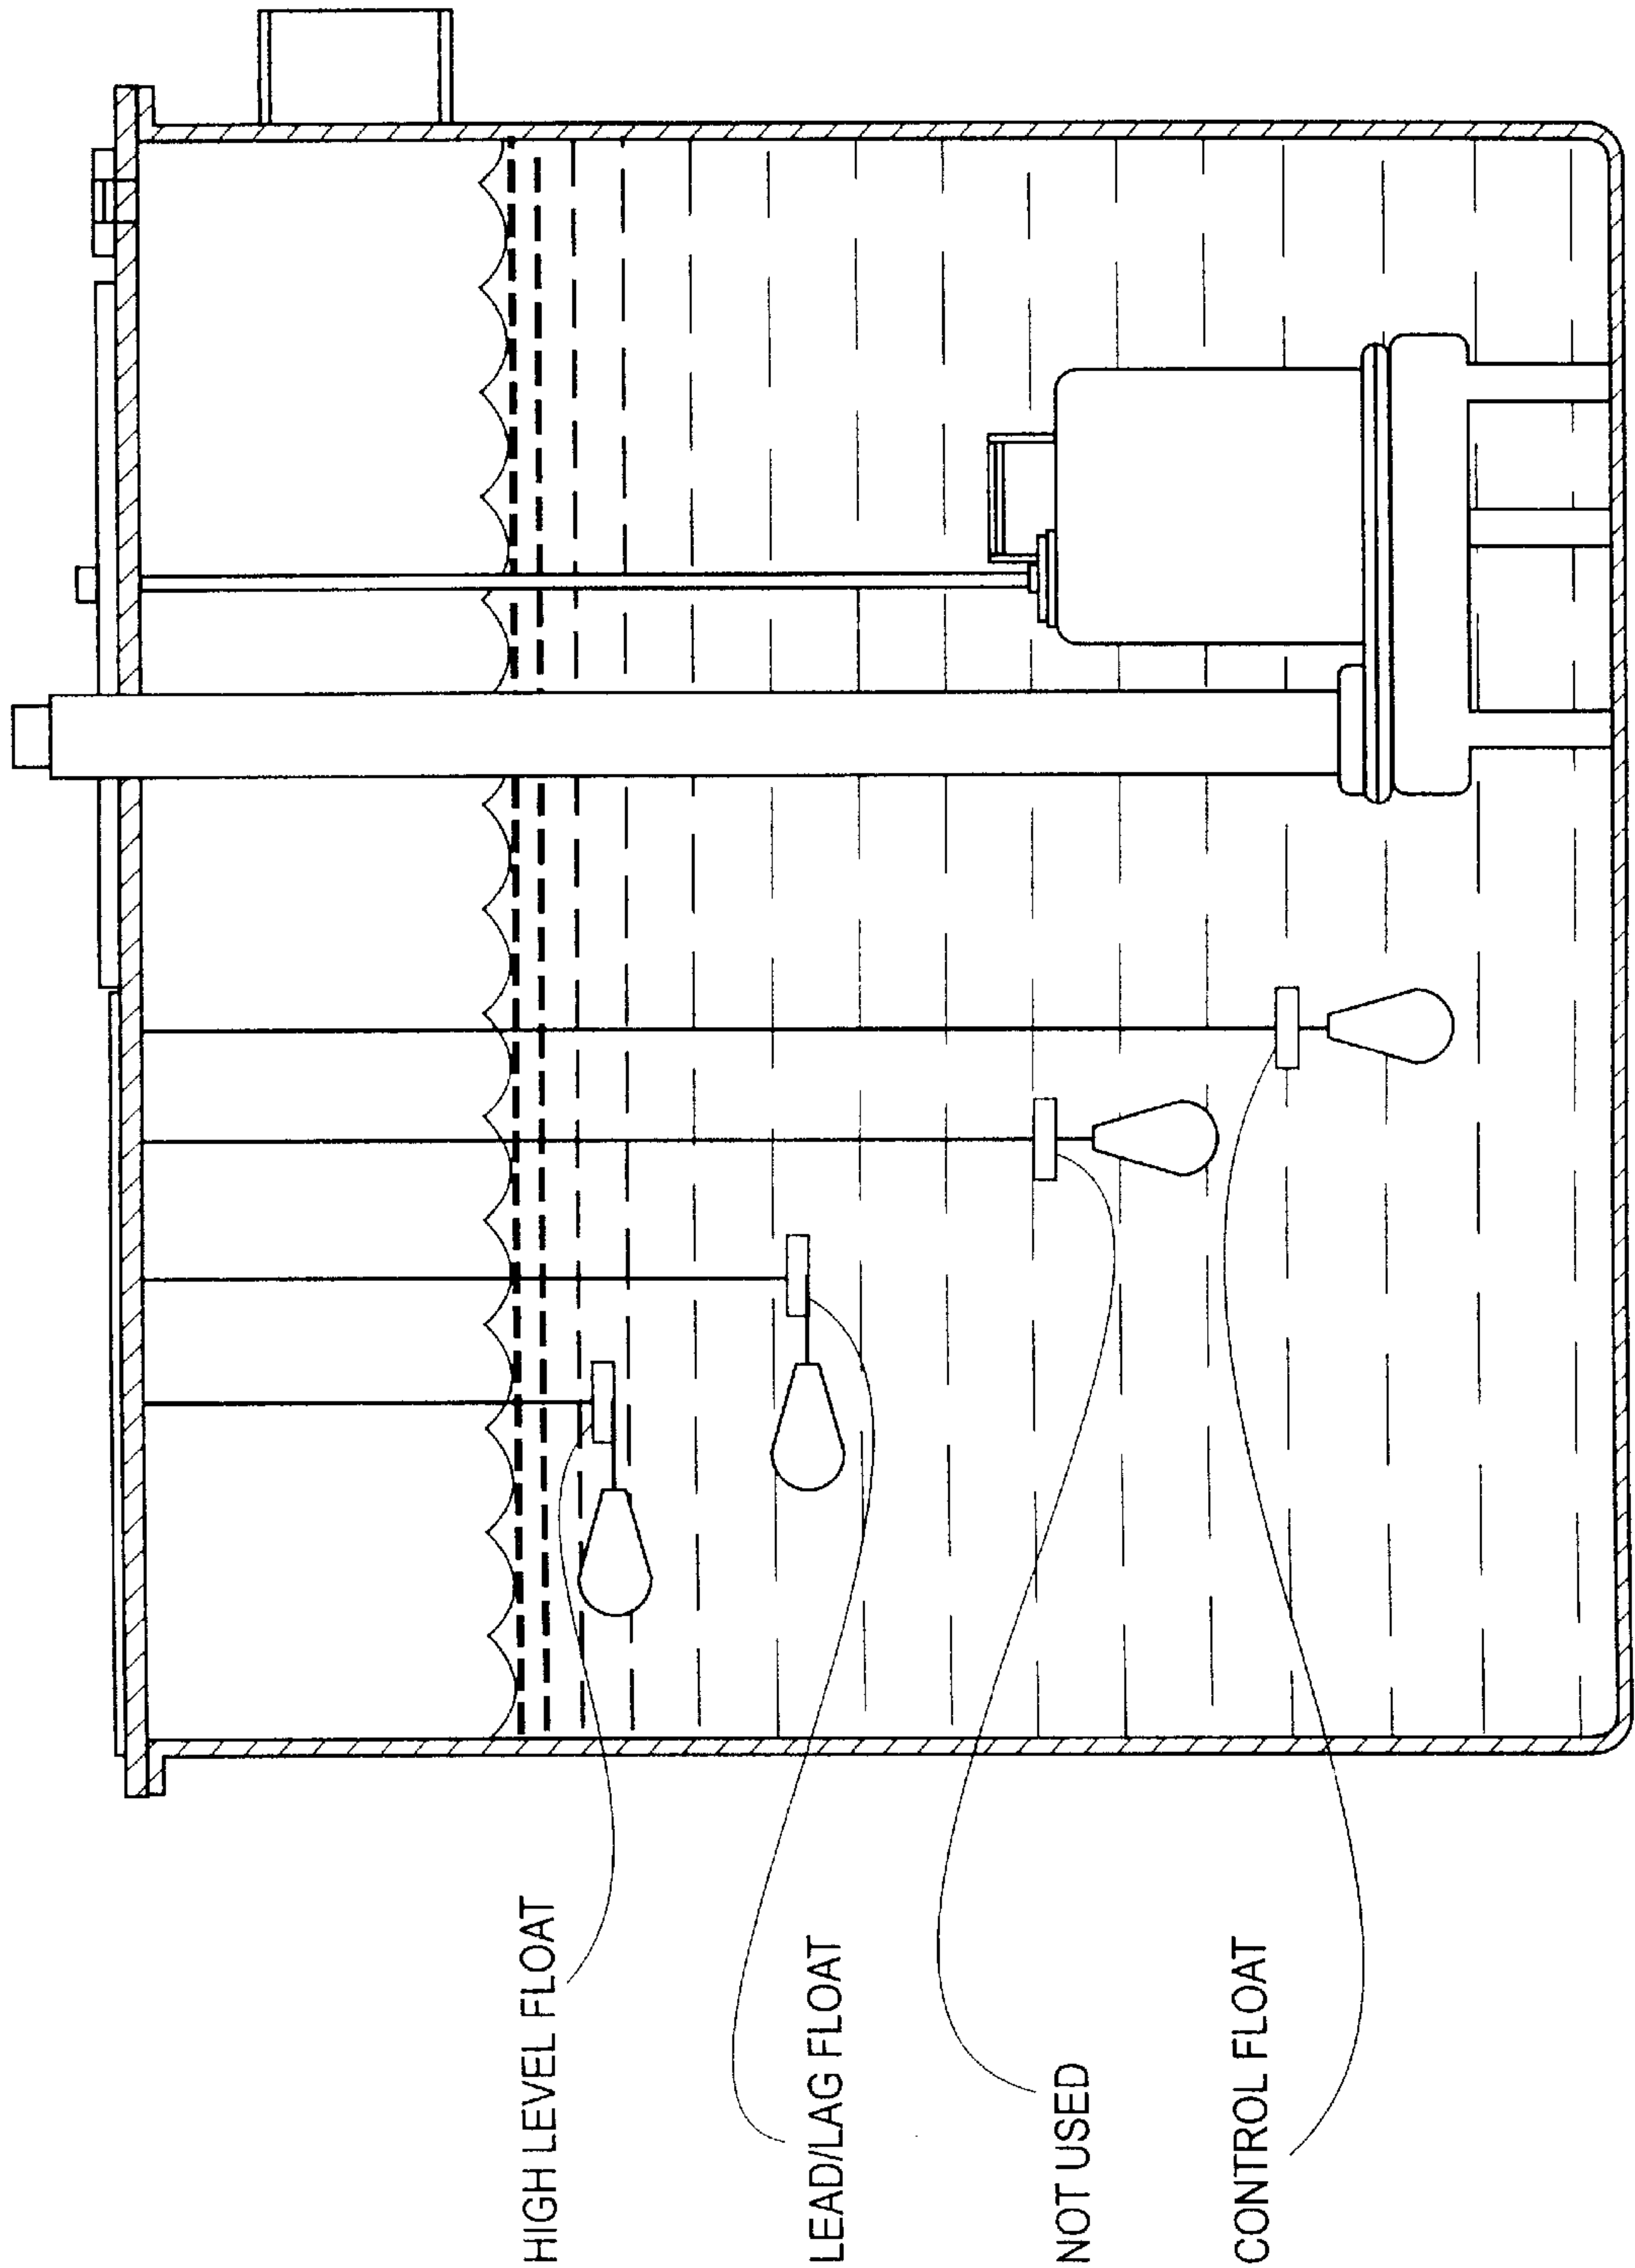 HIGH LEVEL FLOAT
LEAD/LAG FLOAT
NOT USED
CONTROL FLOAT